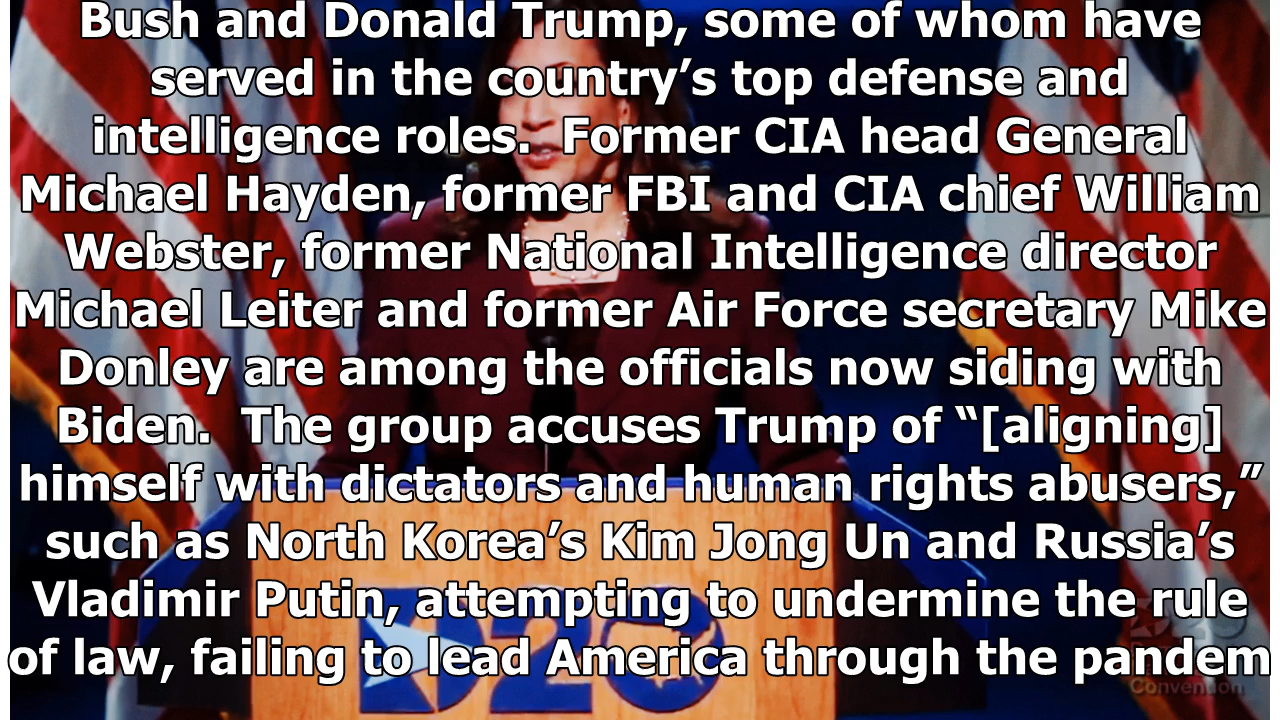 Bush and Donald Trump, some of whom have
served in the country’s top defense and
intelligence roles.  Former CIA head General
Michael Hayden, former FBI and CIA chief William
Webster, former National Intelligence director
Michael Leiter and former Air Force secretary Mike
Donley are among the officials now siding with
Biden.  The group accuses Trump of “[aligning]
himself with dictators and human rights abusers,”
such as North Korea’s Kim Jong Un and Russia’s
Vladimir Putin, attempting to undermine the rule
of law, failing to lead America through the pandem
D20
Convention